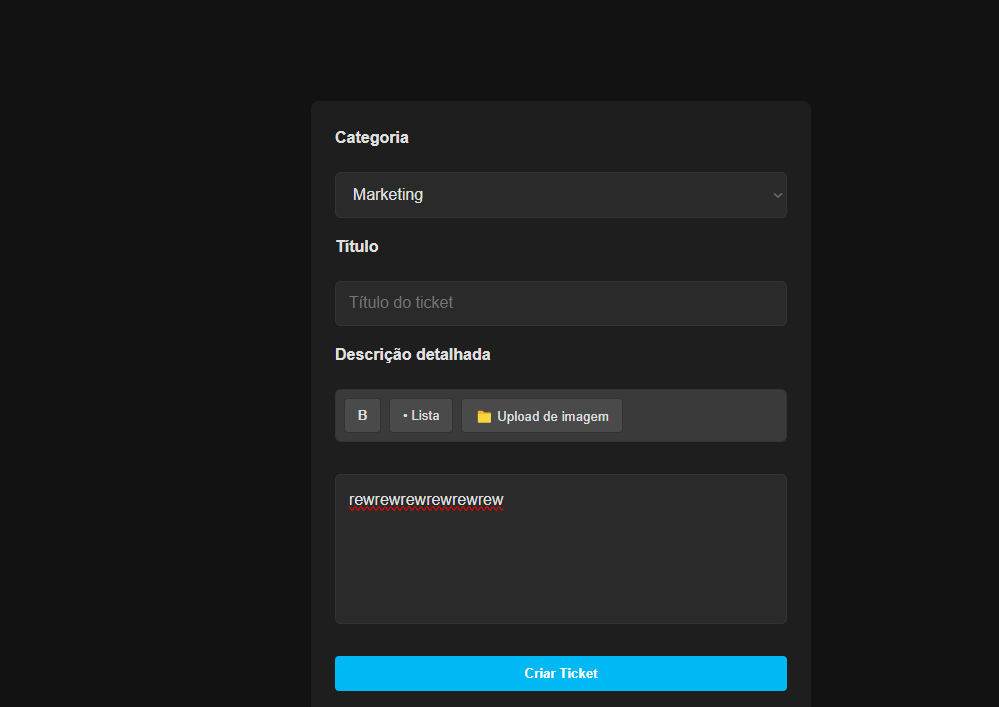 Categoria
Marketing
Título
Título do ticket
Descrição detalhada
B • Lista Upload de imagem
rewrewrewrewrewrew
Criar Ticket